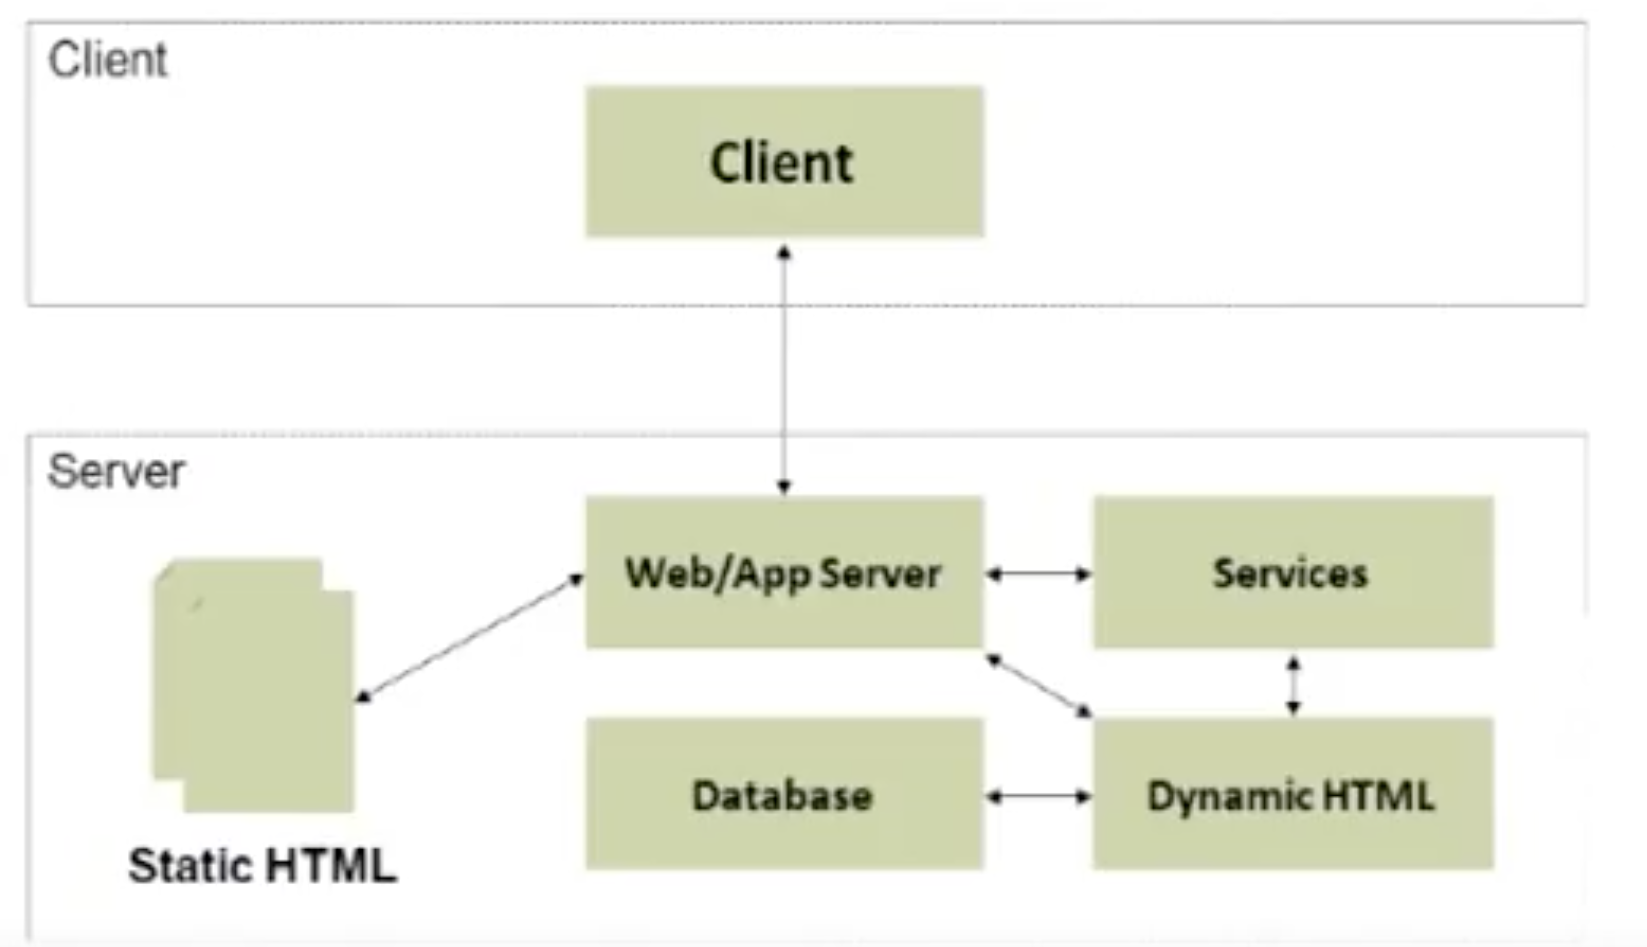 Client
Client
Server
Web/App Server
Services
Database
Dynamic HTML
Static HTML